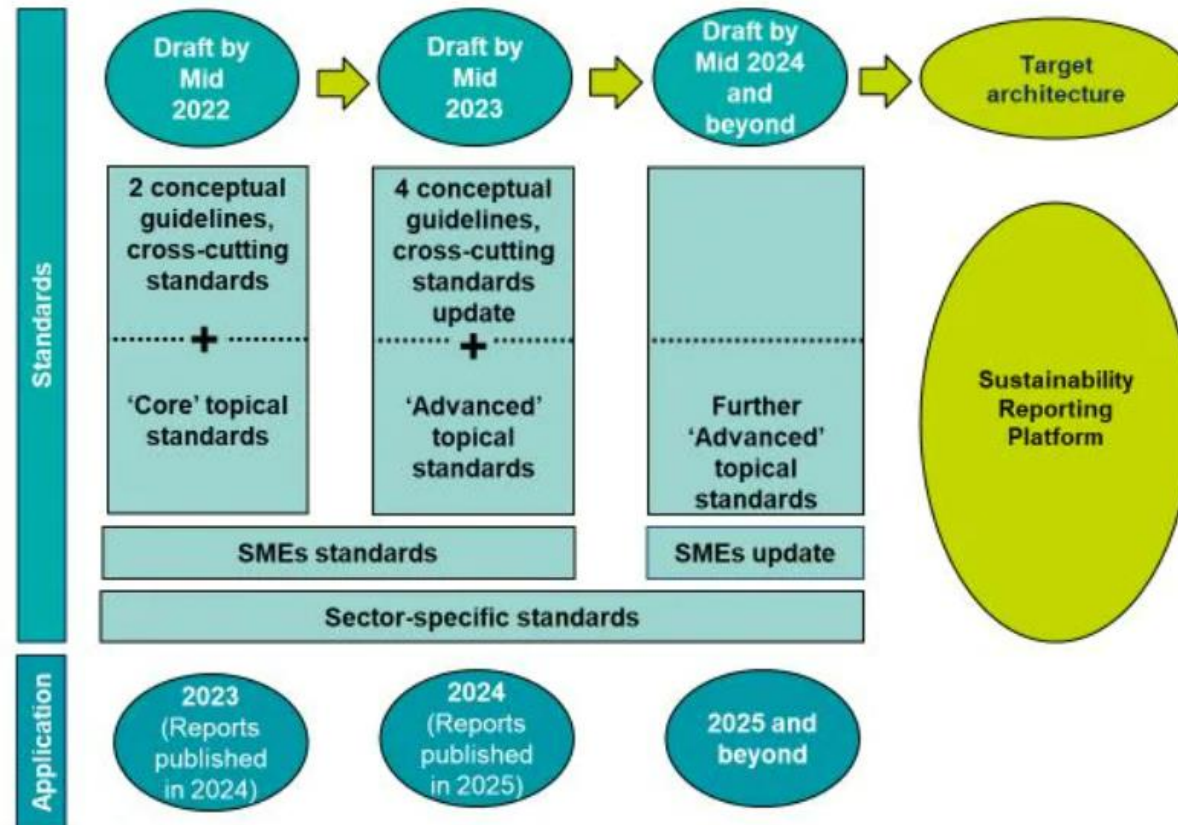 Standards
Draft by
Mid
2022
Draft by
Mid
2023
Draft by
Mid 2024
and
beyond
Target
architecture
2 conceptual
guidelines,
cross-cutting
standards
+
'Core' topical
standards
4 conceptual
guidelines,
cross-cutting
standards
update
+
'Advanced'
topical
standards
Further
'Advanced'
topical
standards
Sustainability
Reporting
Platform
SMEs standards
SMEs update
Sector-specific standards
Application
2023
(Reports
published
in 2024)
2024
(Reports
published
in 2025)
2025 and
beyond